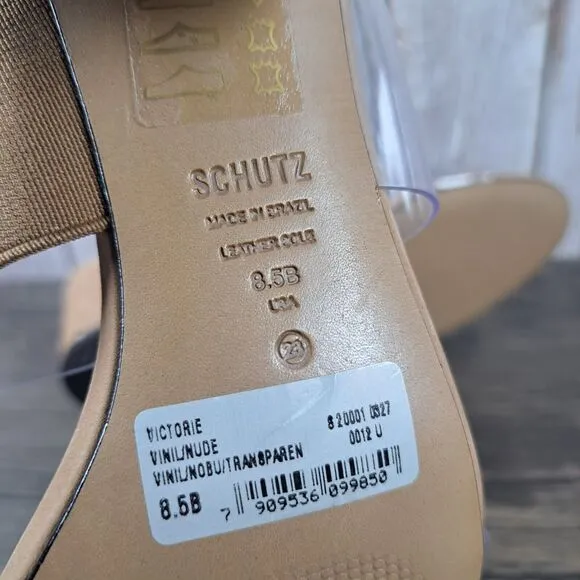 SCHUTZ
MADE IN BRAZIL
LEATHER SOLE
8,5B
USA
23
VICTORIE
VINIL/NUDE
VINIL/NOBU/TRANSPAREN
S 20001 0327
0012 U
8.5B
7 909536 099850